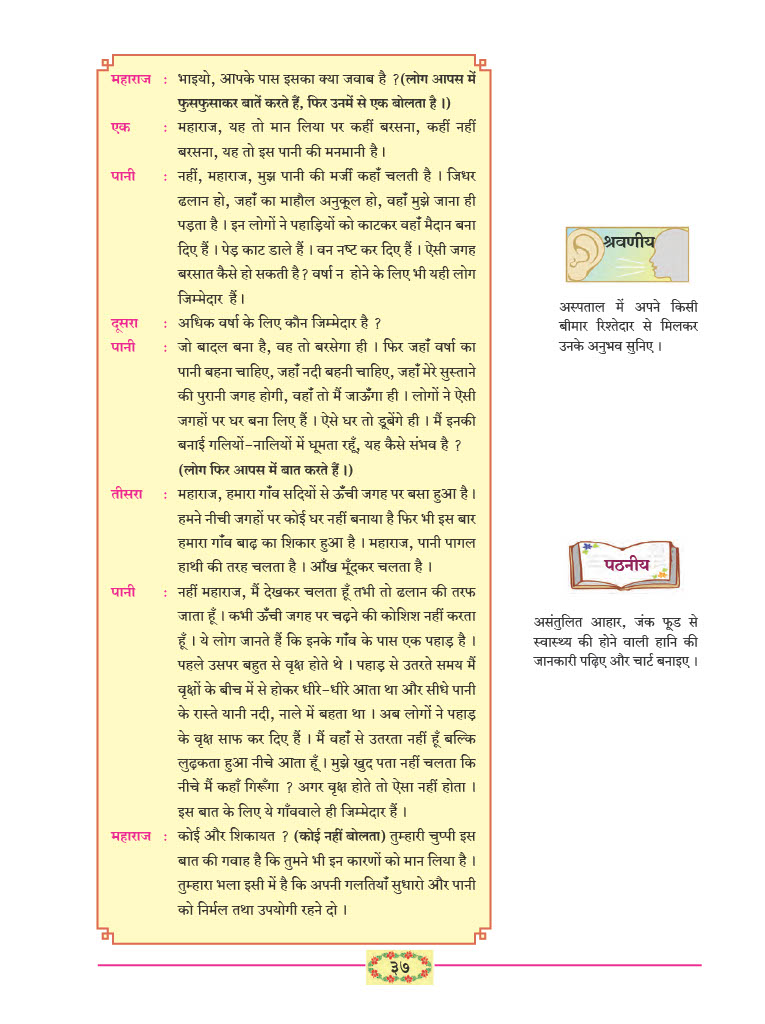 महाराज : भाइयो, आपके पास इसका क्या जवाब है ?(लोग आपस में
फुसफुसाकर बातें करते हैं, फिर उनमें से एक बोलता है ।)
एक : महाराज, यह तो मान लिया पर कहीं बरसना, कहीं नहीं
बरसना, यह तो इस पानी की मनमानी है ।
पानी : नहीं, महाराज, मुझ पानी की मर्जी कहाँ चलती है । जिधर
ढलान हो, जहाँ का माहौल अनुकूल हो, वहाँ मुझे जाना ही
पड़ता है । इन लोगों ने पहाड़ियों को काटकर वहाँ मैदान बना
दिए हैं । पेड़ काट डाले हैं । वन नष्ट कर दिए हैं । ऐसी जगह
बरसात कैसे हो सकती है ? वर्षा न होने के लिए भी यही लोग
जिम्मेदार हैं ।
दूसरा : अधिक वर्षा के लिए कौन जिम्मेदार है ?
पानी : जो बादल बना है, वह तो बरसेगा ही । फिर जहाँ वर्षा का
पानी बहना चाहिए, जहाँ नदी बहनी चाहिए, जहाँ मेरे सुस्ताने
की पुरानी जगह होगी, वहाँ तो मैं जाऊँगा ही । लोगों ने ऐसी
जगहों पर घर बना लिए हैं । ऐसे घर तो डूबेंगे ही । मैं इनकी
बनाई गलियों-नालियों में घूमता रहूँ, यह कैसे संभव है ?
(लोग फिर आपस में बात करते हैं ।)
तीसरा : महाराज, हमारा गाँव सदियों से ऊँची जगह पर बसा हुआ है ।
हमने नीची जगहों पर कोई घर नहीं बनाया है फिर भी इस बार
हमारा गाँव बाढ़ का शिकार हुआ है । महाराज, पानी पागल
हाथी की तरह चलता है । आँख मूँदकर चलता है ।
पानी : नहीं महाराज, मैं देखकर चलता हूँ तभी तो ढलान की तरफ
जाता हूँ । कभी ऊँची जगह पर चढ़ने की कोशिश नहीं करता
हूँ । ये लोग जानते हैं कि इनके गाँव के पास एक पहाड़ है ।
पहले उसपर बहुत से वृक्ष होते थे । पहाड़ से उतरते समय मैं
वृक्षों के बीच में से होकर धीरे-धीरे आता था और सीधे पानी
के रास्ते यानी नदी, नाले में बहता था । अब लोगों ने पहाड़
के वृक्ष साफ कर दिए हैं । मैं वहाँ से उतरता नहीं हूँ बल्कि
लुढ़कता हुआ नीचे आता हूँ । मुझे खुद पता नहीं चलता कि
नीचे मैं कहाँ गिरूँगा ? अगर वृक्ष होते तो ऐसा नहीं होता ।
इस बात के लिए ये गाँववाले ही जिम्मेदार हैं ।
महाराज : कोई और शिकायत ? (कोई नहीं बोलता) तुम्हारी चुप्पी इस
बात की गवाह है कि तुमने भी इन कारणों को मान लिया है ।
तुम्हारा भला इसी में है कि अपनी गलतियाँ सुधारो और पानी
को निर्मल तथा उपयोगी रहने दो ।
श्रवणीय
अस्पताल में अपने किसी
बीमार रिश्तेदार से मिलकर
उनके अनुभव सुनिए ।
पठनीय
असंतुलित आहार, जंक फूड से
स्वास्थ्य की होने वाली हानि की
जानकारी पढ़िए और चार्ट बनाइए ।
३७